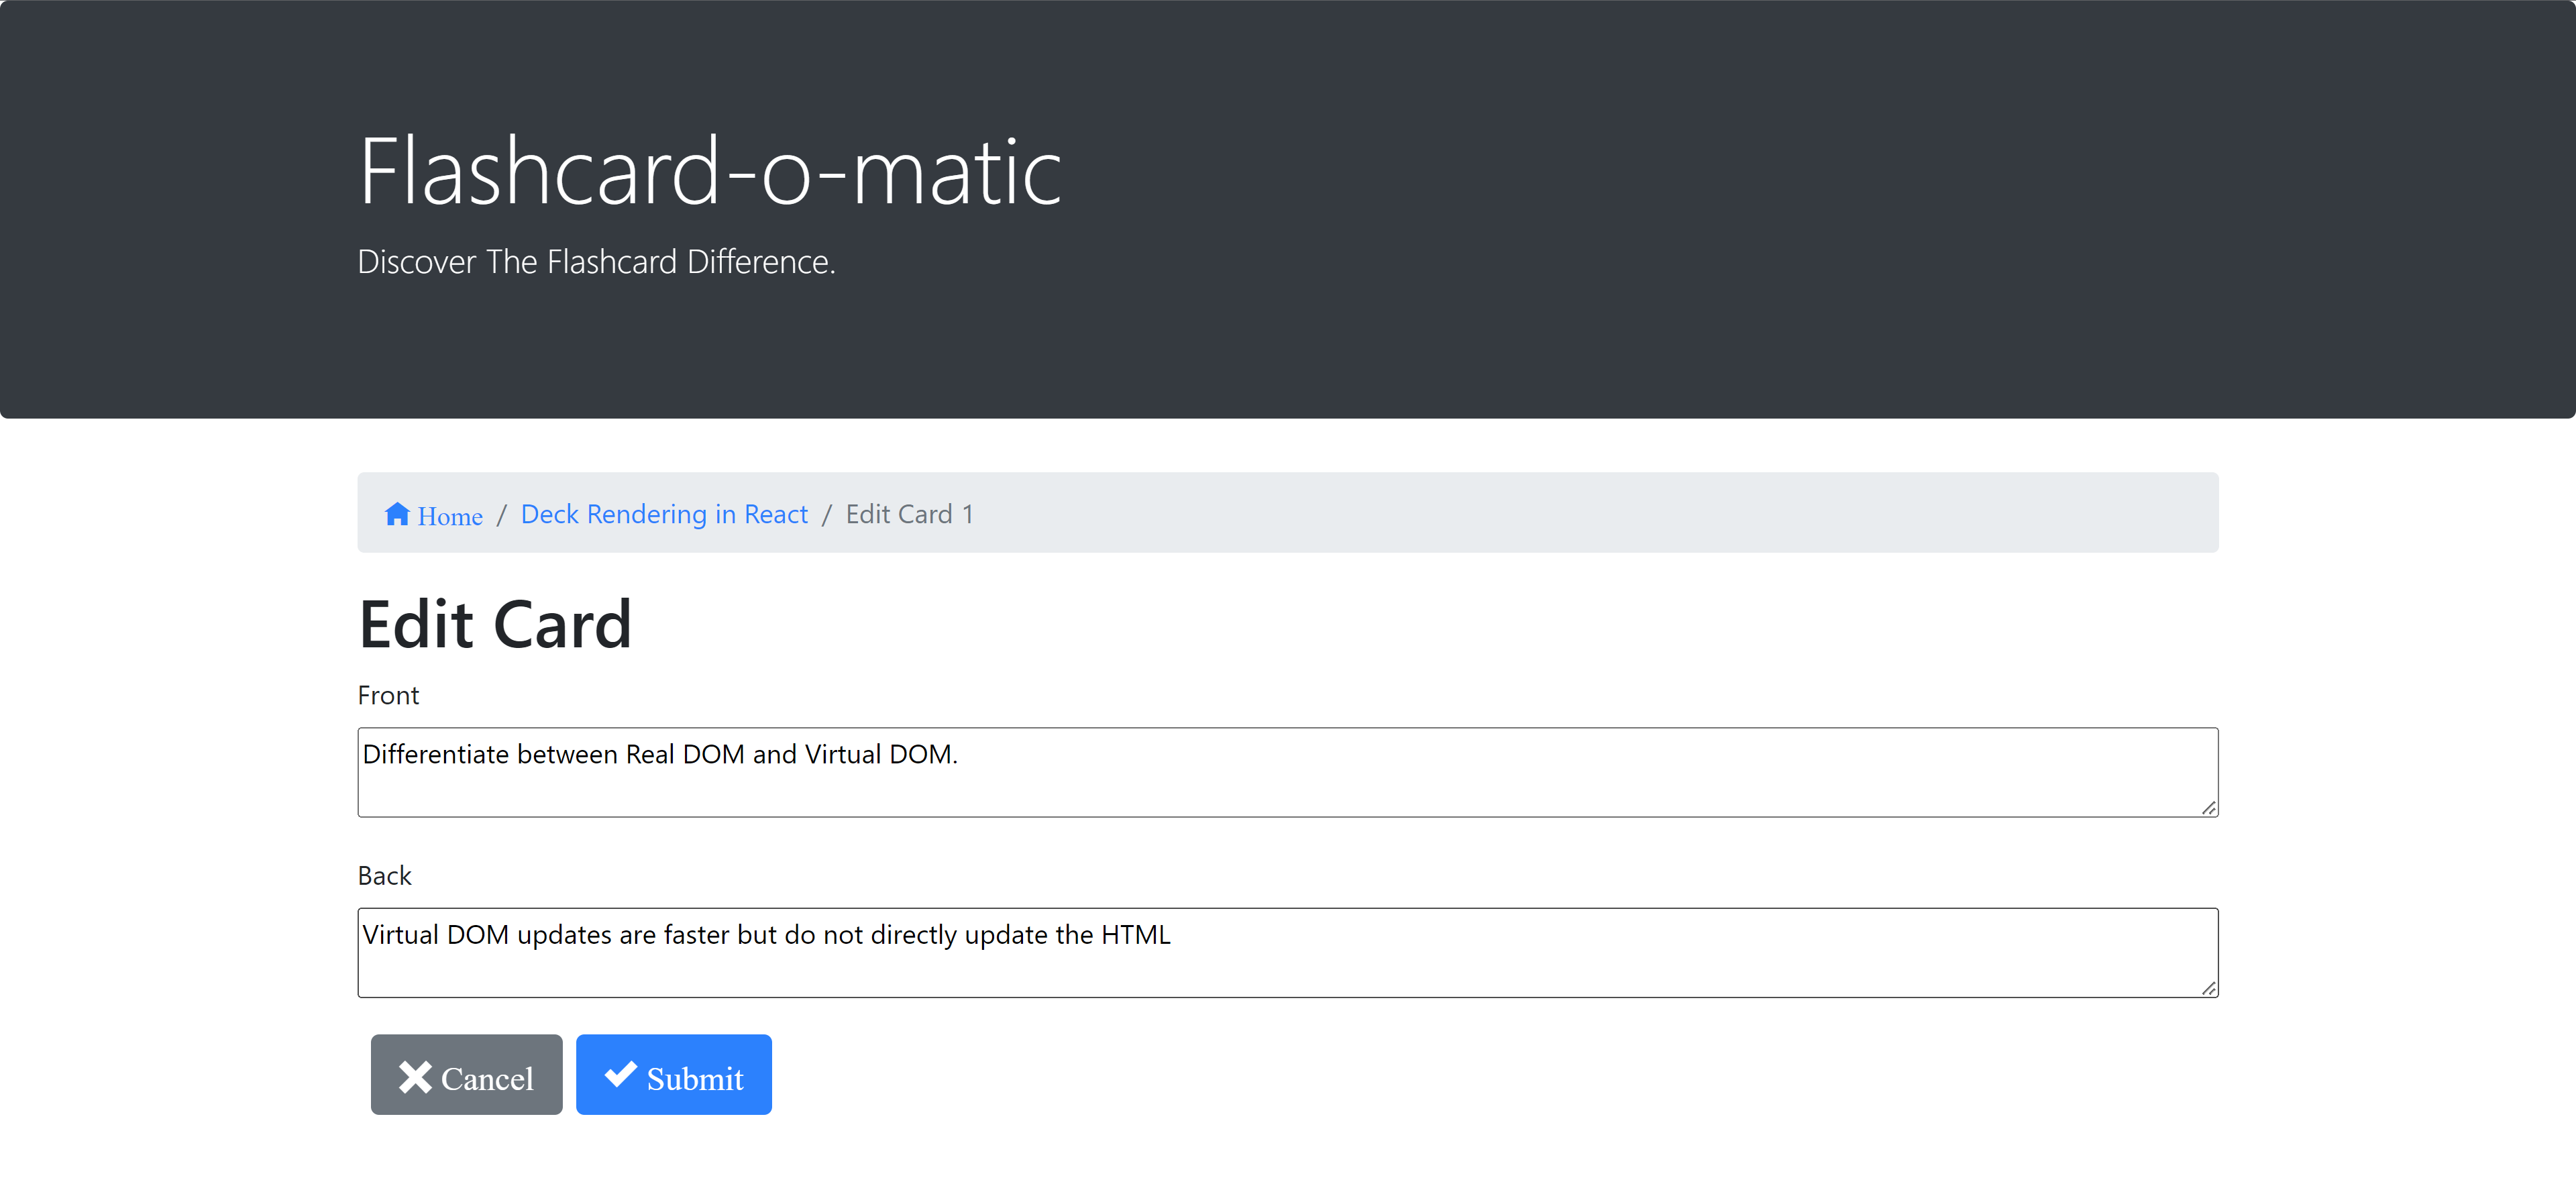 Flashcard-o-matic
Discover The Flashcard Difference.
Home / Deck Rendering in React / Edit Card 1
Edit Card
Front
Differentiate between Real DOM and Virtual DOM.
Back
Virtual DOM updates are faster but do not directly update the HTML
Cancel Submit